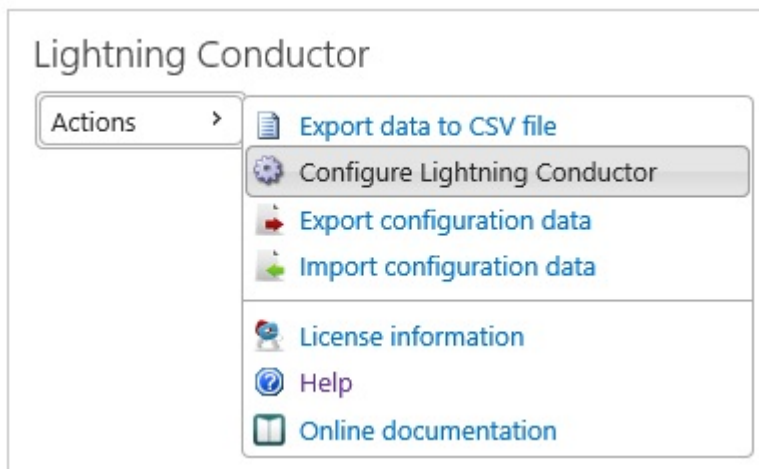 Lightning Conductor
Actions >
Export data to CSV file
Configure Lightning Conductor
Export configuration data
Import configuration data
License information
Help
Online documentation